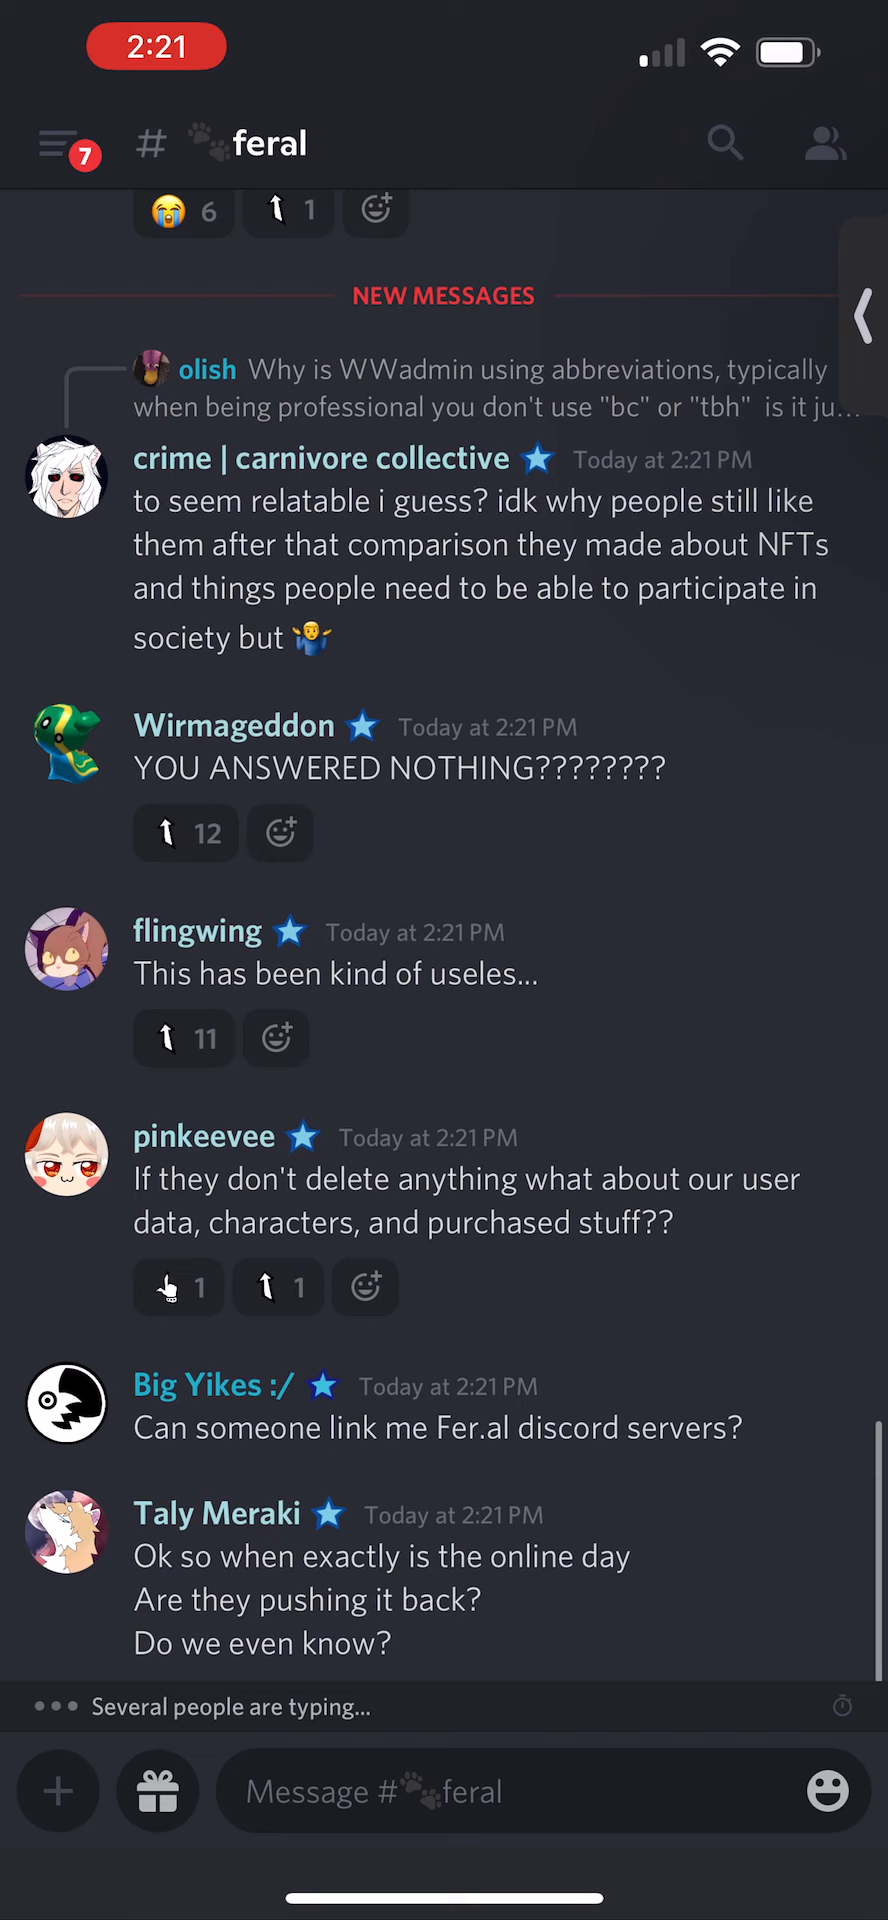 2:21
7
# feral
6 1
NEW MESSAGES
olish Why is WWadmin using abbreviations, typically
when being professional you don't use "bc" or "tbh" is it ju...
crime | carnivore collective Today at 2:21 PM
to seem relatable i guess? idk why people still like
them after that comparison they made about NFTs
and things people need to be able to participate in
society but 🤷‍♂️
Wirmageddon Today at 2:21 PM
YOU ANSWERED NOTHING????????
12
flingwing Today at 2:21 PM
This has been kind of useles...
11
pinkeevee Today at 2:21 PM
If they don't delete anything what about our user
data, characters, and purchased stuff??
1 1
Big Yikes :/ Today at 2:21 PM
Can someone link me Fer.al discord servers?
Taly Meraki Today at 2:21 PM
Ok so when exactly is the online day
Are they pushing it back?
Do we even know?
Several people are typing...
Message #🐾feral